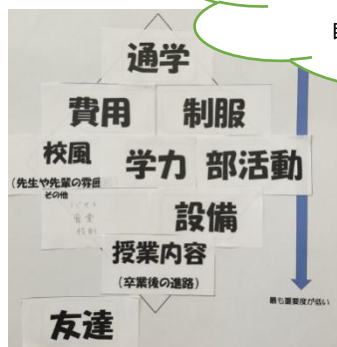 通学
費用 制服
校風 学力 部活動
(先生や先輩の雰囲
その他
設備
食堂
授業内容
(卒業後の進路)
最も重要度が低い
友達